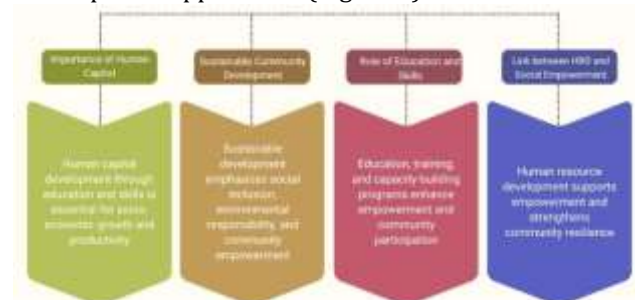 Importance of Human
Capital
Human capital
development through
education and skills is
essential for
economic growth and
productivity
Sustainable Community
Development
Sustainable
development
emphasizes social
inclusion,
environmental
responsibility, and
community
empowerment
Role of Education and
Skills
Education, training,
and capacity-building
programs enhance
empowerment and
community
participation
Link between HRD and
Social Empowerment
Human resource
development supports
empowerment and
strengthens
community resilience